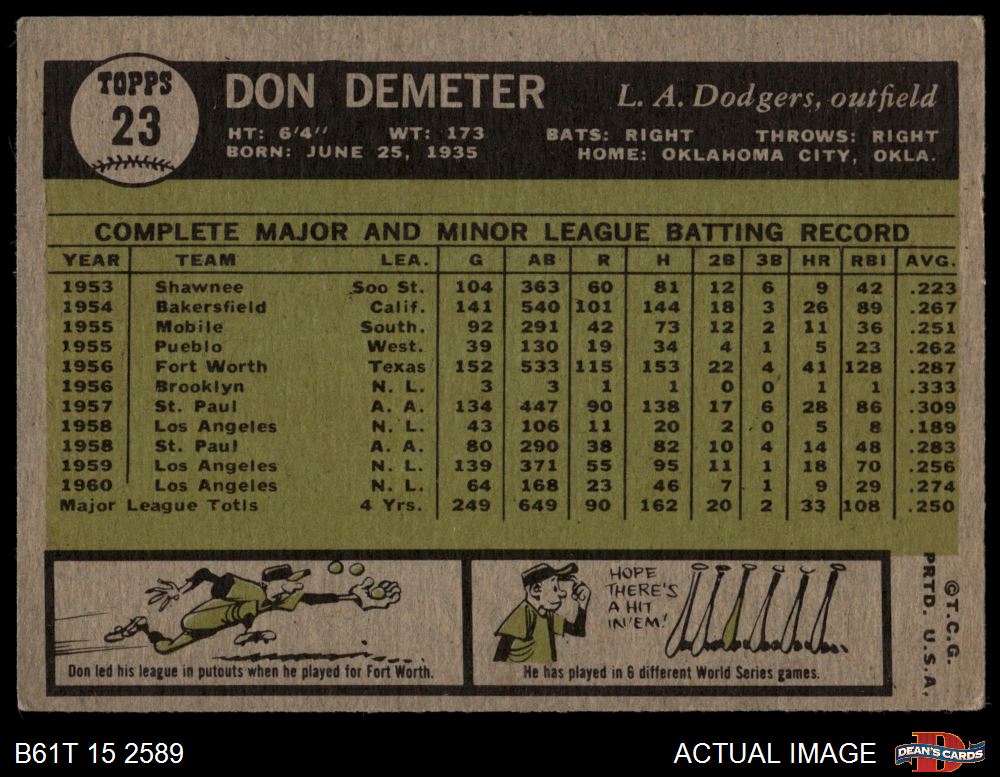 TOPPS
23
DON DEMETER
L. A. Dodgers, outfield
HT: 6'4" WT: 173 BATS: RIGHT THROWS: RIGHT
BORN: JUNE 25, 1935 HOME: OKLAHOMA CITY, OKLA.
COMPLETE MAJOR AND MINOR LEAGUE BATTING RECORD
YEAR TEAM LEA. G AB R H 2B 3B HR RBI AVG.
1953 Shawnee Soo St. 104 363 60 81 12 6 9 42 .223
1954 Bakersfield Calif. 141 540 101 144 18 3 26 89 .267
1955 Mobile South. 92 291 42 73 12 2 11 36 .251
1955 Pueblo West. 39 130 19 34 4 1 5 23 .262
1956 Fort Worth Texas 152 533 115 153 22 4 41 128 .287
1956 Brooklyn N. L. 3 3 1 1 0 0 1 1 .333
1957 St. Paul A. A. 134 447 90 138 17 6 28 86 .309
1958 Los Angeles N. L. 43 106 11 20 2 0 5 8 .189
1958 St. Paul A. A. 80 290 38 82 10 4 14 48 .283
1959 Los Angeles N. L. 139 371 55 95 11 1 18 70 .256
1960 Los Angeles N. L. 64 168 23 46 7 1 9 29 .274
Major League Totls 4 Yrs. 249 649 90 162 20 2 33 108 .250
Don led his league in putouts when he played for Fort Worth.
HOPE
THERE'S
A HIT
IN 'EM!
He has played in 6 different World Series games.
©T.C.G.
PRTD. U.S.A.
B61T 15 2589
ACTUAL IMAGE
D
DEAN'S CARDS